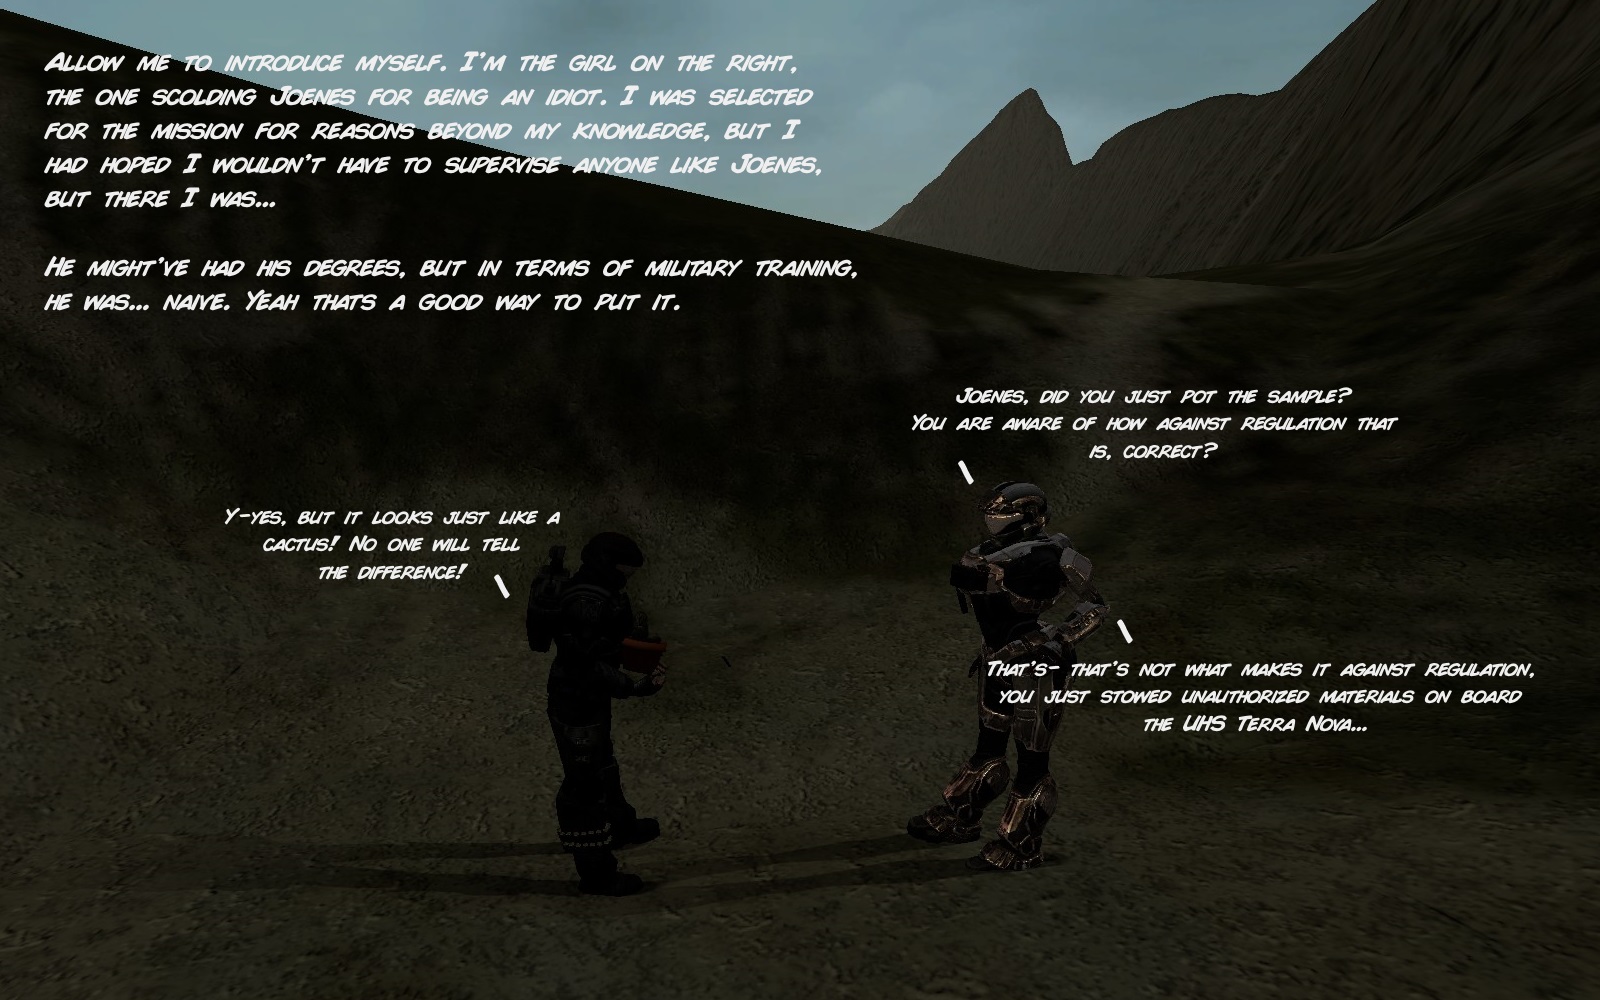 Allow me to introduce myself. I'm the girl on the right,
the one scolding Joenes for being an idiot. I was selected
for the mission for reasons beyond my knowledge, but I
had hoped I wouldn't have to supervise anyone like Joenes,
but there I was...
He might've had his degrees, but in terms of military training,
he was... naive. Yeah thats a good way to put it.
Joenes, did you just pot the sample?
You are aware of how against regulation that
is, correct?
Y-yes, but it looks just like a
cactus! No one will tell
the difference!
That's- that's not what makes it against regulation,
you just stowed unauthorized materials on board
the UHS Terra Nova...